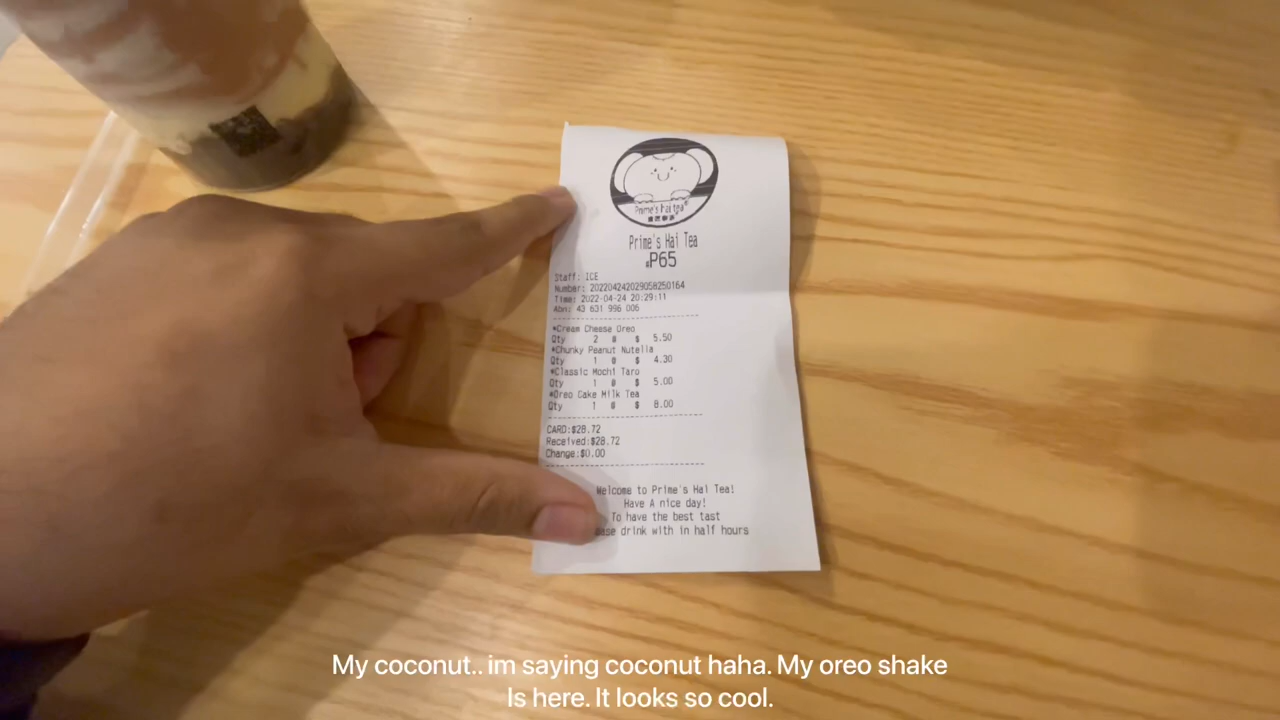 Prime's hai tea
Prime's Hai Tea
#P65
Staff: ICE
Number: 202204242029058250164
Time: 2022-04-24 20:29:11
Abn: 43 631 996 006
*Cream Cheese Oreo
Qty 2 @ $ 5.50
*Chunky Peanut Nutella
Qty 1 @ $ 4.30
*Classic Mochi Taro
Qty 1 @ $ 5.00
*Oreo Cake Milk Tea
Qty 1 @ $ 8.00
CARD:$28.72
Received:$28.72
Change:$0.00
Welcome to Prime's Hai Tea!
Have A nice day!
To have the best tast
drink with in half hours
My coconut.. im saying coconut haha. My oreo shake
Is here. It looks so cool.